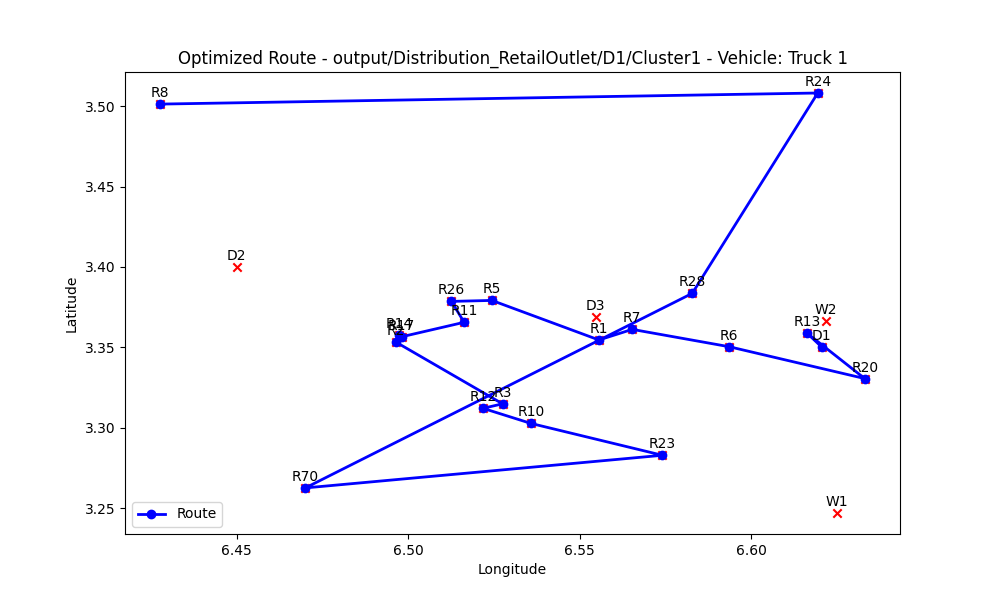 Optimized Route - output/Distribution_RetailOutlet/D1/Cluster1 - Vehicle: Truck 1
R8
R24
3.50
3.45
D2
3.40
R28
R26
R5
D3
W2
R11
R14
R17
R1
R7
R13
D1
R6
3.35
R20
R12
R3
R10
3.30
R23
R70
W1
3.25
Latitude
Route
6.45
6.50
6.55
6.60
Longitude